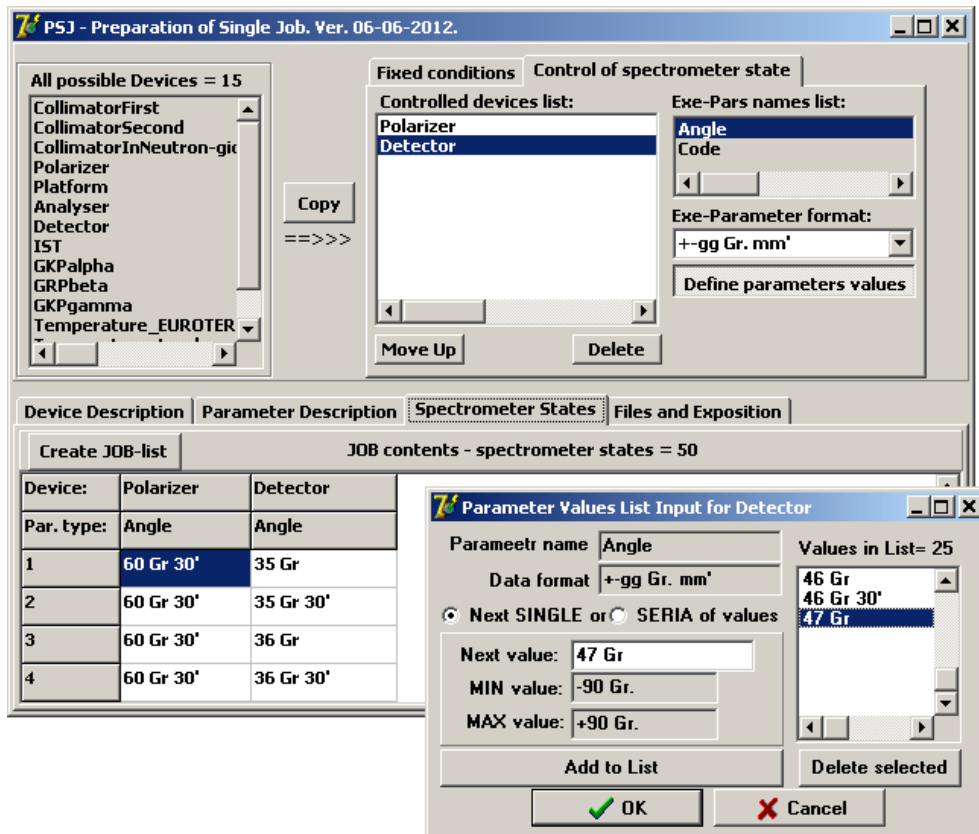 PSJ - Preparation of Single Job. Ver. 06-06-2012.
All possible Devices = 15
CollimatorFirst
CollimatorSecond
CollimatorInNeutron-gic
Polarizer
Platform
Analyser
Detector
IST
GKPalpha
GRPbeta
GKPgamma
Temperature_EUROTER
Copy
==>>>
Fixed conditions
Control of spectrometer state
Controlled devices list:
Polarizer
Detector
Move Up
Delete
Exe-Pars names list:
Angle
Code
Exe-Parameter format:
+-gg Gr. mm'
Define parameters values
Device Description
Parameter Description
Spectrometer States
Files and Exposition
Create JOB-list
JOB contents - spectrometer states = 50
Device: Polarizer Detector
Par. type: Angle Angle
1 60 Gr 30' 35 Gr
2 60 Gr 30' 35 Gr 30'
3 60 Gr 30' 36 Gr
4 60 Gr 30' 36 Gr 30'
Parameter Values List Input for Detector
Parameetr name Angle
Data format +-gg Gr. mm'
Next SINGLE or SERIA of values
Next value: 47 Gr
MIN value: -90 Gr.
MAX value: +90 Gr.
Add to List
Values in List= 25
46 Gr
46 Gr 30'
47 Gr
Delete selected
OK
Cancel